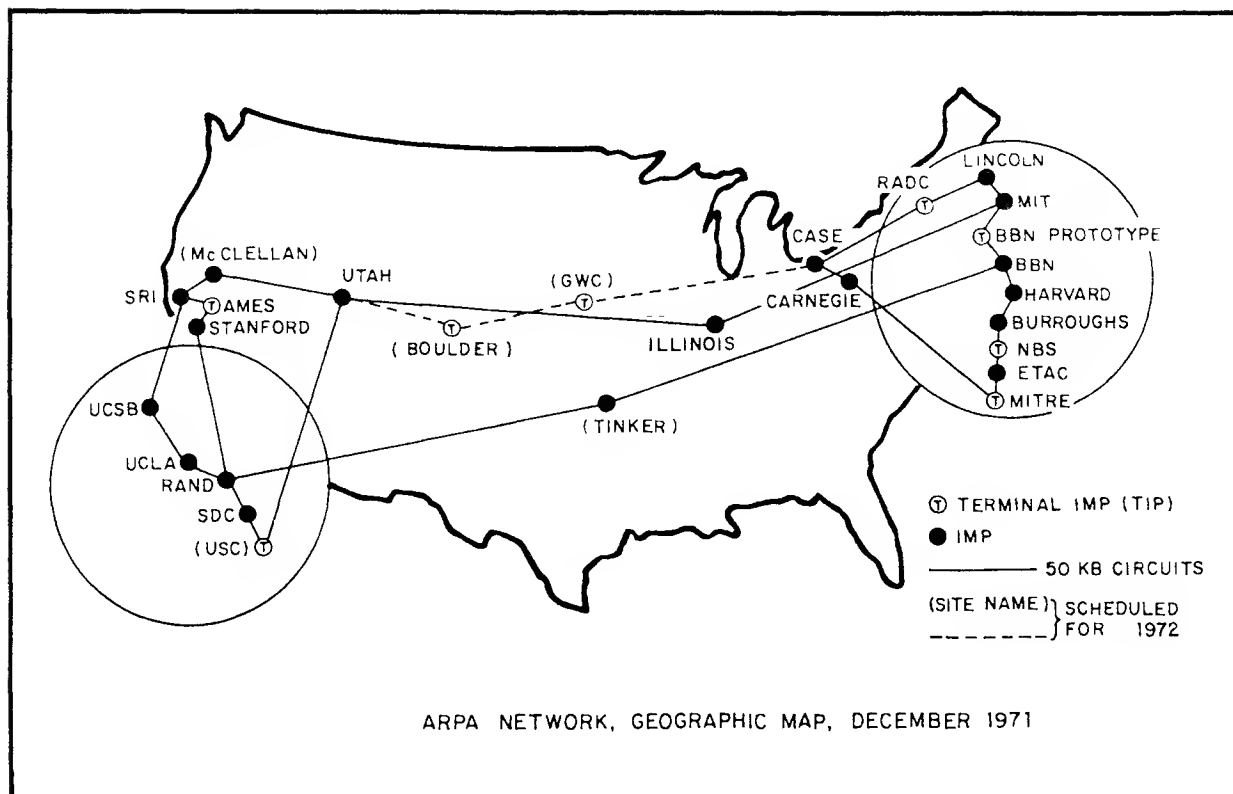 LINCOLN
RADC
MIT
CASE
BBN PROTOTYPE
(McCLELLAN)
UTAH
(GWC)
BBN
SRI
AMES
CARNEGIE
HARVARD
STANFORD
BURROUGHS
(BOULDER)
ILLINOIS
NBS
ETAC
UCSB
MITRE
(TINKER)
UCLA
RAND
SDC
(USC)
T
T
T
T
T
T
T
T
T TERMINAL IMP (TIP)
IMP
50 KB CIRCUITS
(SITE NAME)
SCHEDULED
FOR 1972
ARPA NETWORK, GEOGRAPHIC MAP, DECEMBER 1971